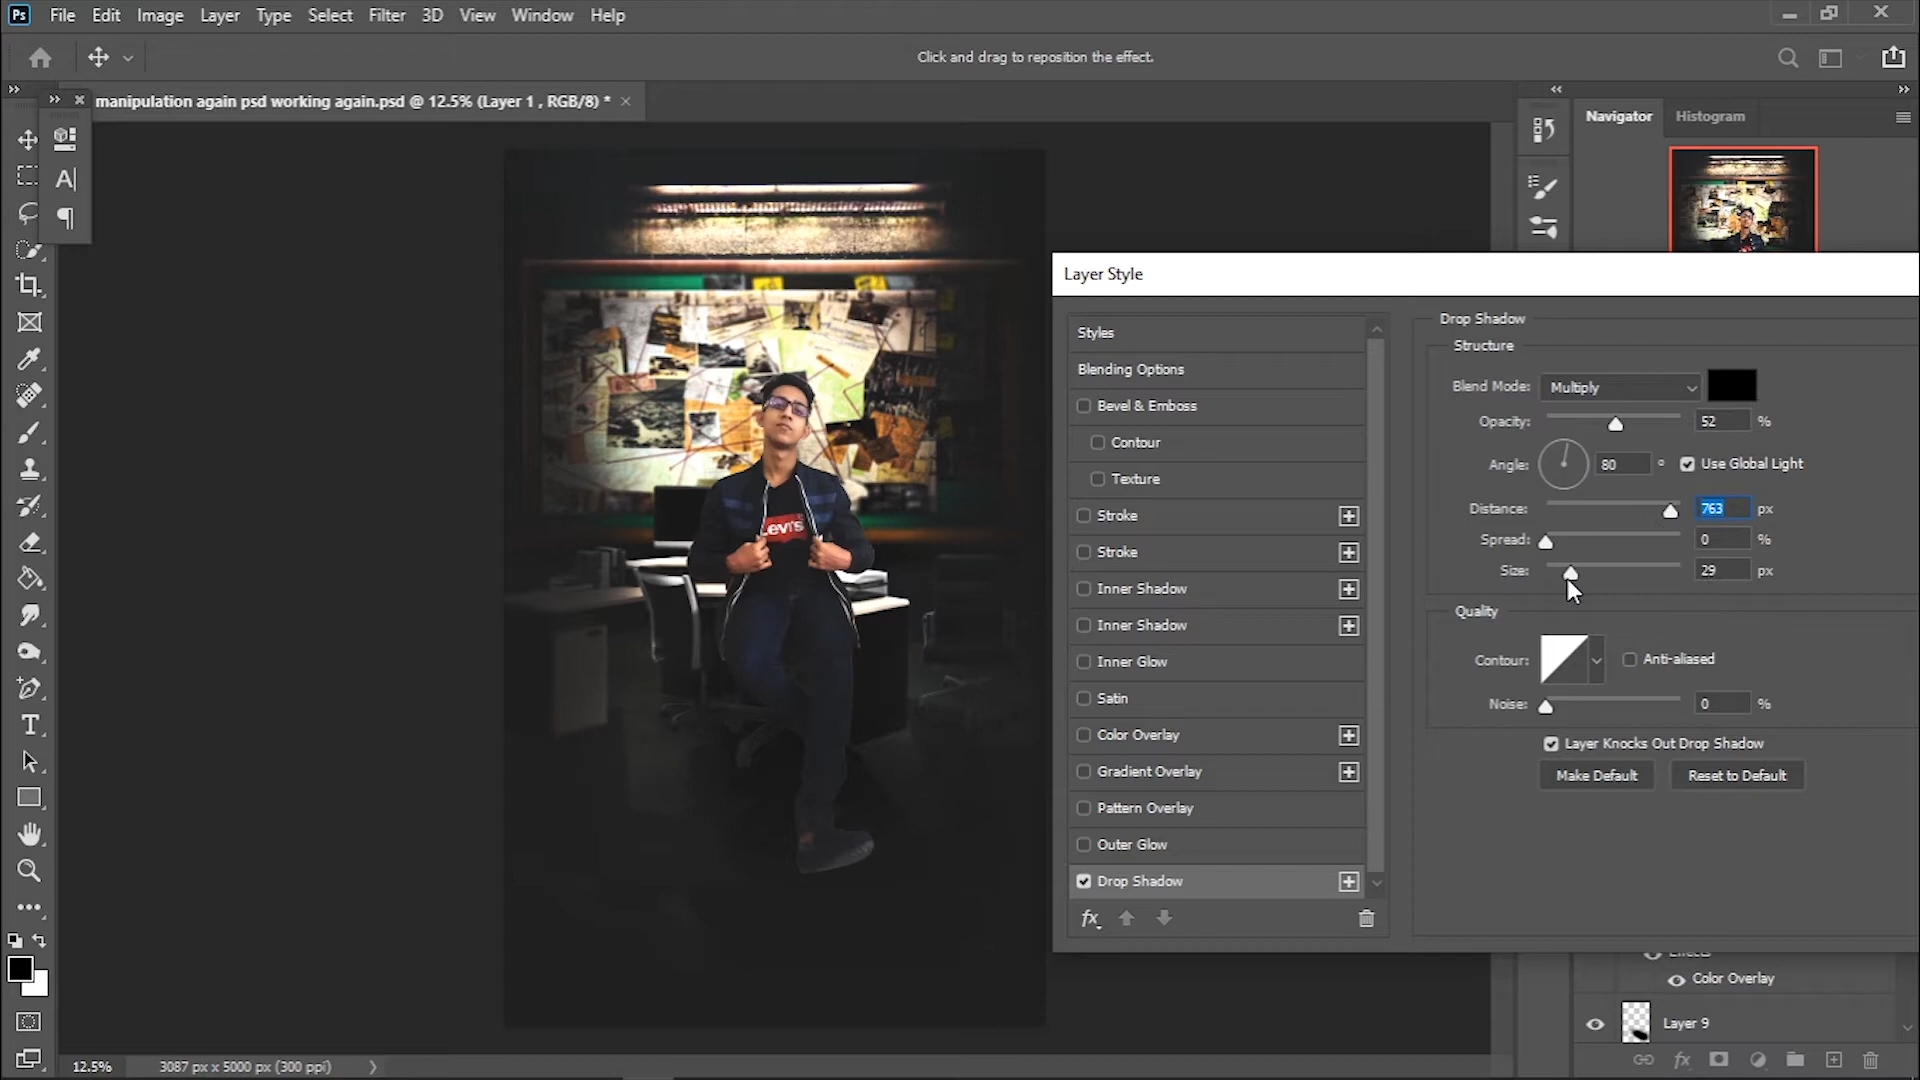 Ps File Edit Image Layer Type Select Filter 3D View Window Help
Click and drag to reposition the effect.
manipulation again psd working again.psd @ 12.5% (Layer 1 , RGB/8) *
Navigator Histogram
Layer Style
Styles
Blending Options
Bevel & Emboss
Contour
Texture
Stroke
Stroke
Inner Shadow
Inner Shadow
Inner Glow
Satin
Color Overlay
Gradient Overlay
Pattern Overlay
Outer Glow
Drop Shadow
fx
Drop Shadow
Structure
Blend Mode: Multiply
Opacity: 52 %
Angle: 80 ° Use Global Light
Distance: 763 px
Spread: 0 %
Size: 29 px
Quality
Contour: Anti-aliased
Noise: 0 %
Layer Knocks Out Drop Shadow
Make Default Reset to Default
Effects
Color Overlay
Layer 9
fx
12.5% 3087 px x 5000 px (300 ppi)